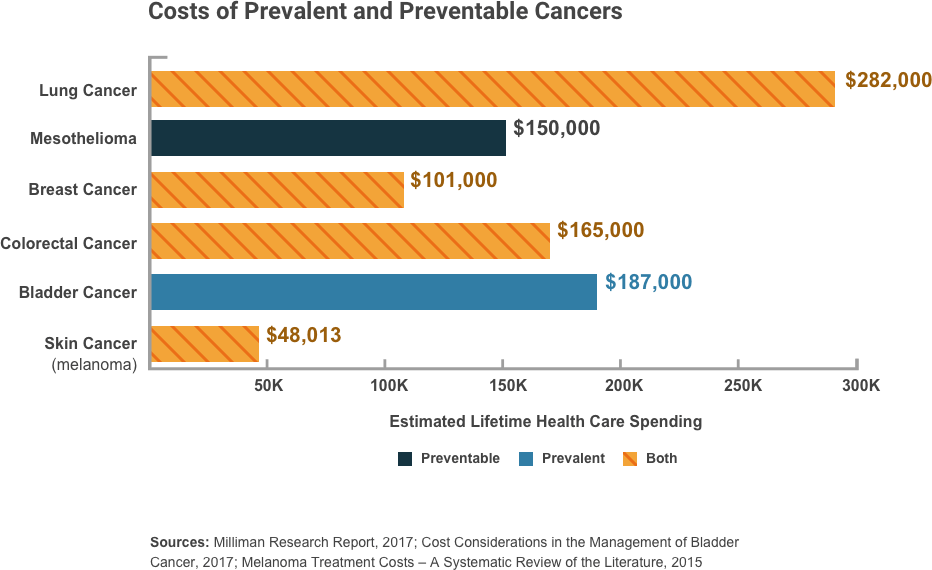 Costs of Prevalent and Preventable Cancers
Lung Cancer
$282,000
Mesothelioma
$150,000
Breast Cancer
$101,000
Colorectal Cancer
$165,000
Bladder Cancer
$187,000
Skin Cancer
(melanoma)
$48,013
50K 100K 150K 200K 250K 300K
Estimated Lifetime Health Care Spending
Preventable Prevalent Both
Sources: Milliman Research Report, 2017; Cost Considerations in the Management of Bladder
Cancer, 2017; Melanoma Treatment Costs – A Systematic Review of the Literature, 2015